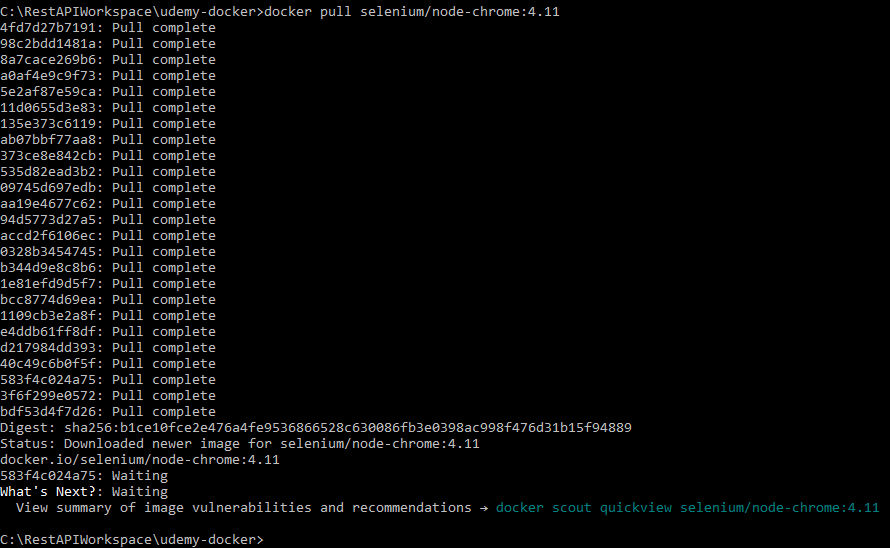 C:\RestAPIWorkspace\udemy-docker>docker pull selenium/node-chrome:4.11
4fd7d27b7191: Pull complete
98c2bdd1481a: Pull complete
8a7cace269b6: Pull complete
a0af4e9c9f73: Pull complete
5e2af87e59ca: Pull complete
11d0655d3e83: Pull complete
135e373c6119: Pull complete
ab07bbf77aa8: Pull complete
373ce8e842cb: Pull complete
535d82ead3b2: Pull complete
09745d697edb: Pull complete
aa19e4677c62: Pull complete
94d5773d27a5: Pull complete
accd2f6106ec: Pull complete
0328b3454745: Pull complete
b344d9e8c8b6: Pull complete
1e81efd9d5f7: Pull complete
bcc8774d69ea: Pull complete
1109cb3e2a8f: Pull complete
e4ddb61ff8df: Pull complete
d217984dd393: Pull complete
40c49c6b0f5f: Pull complete
583f4c024a75: Pull complete
3f6f299e0572: Pull complete
bdf53d4f7d26: Pull complete
Digest: sha256:b1ce10fce2e476a4fe9536866528c630086fb3e0398ac998f476d31b15f94889
Status: Downloaded newer image for selenium/node-chrome:4.11
docker.io/selenium/node-chrome:4.11
583f4c024a75: Waiting
What's Next?: Waiting
  View summary of image vulnerabilities and recommendations → docker scout quickview selenium/node-chrome:4.11
C:\RestAPIWorkspace\udemy-docker>